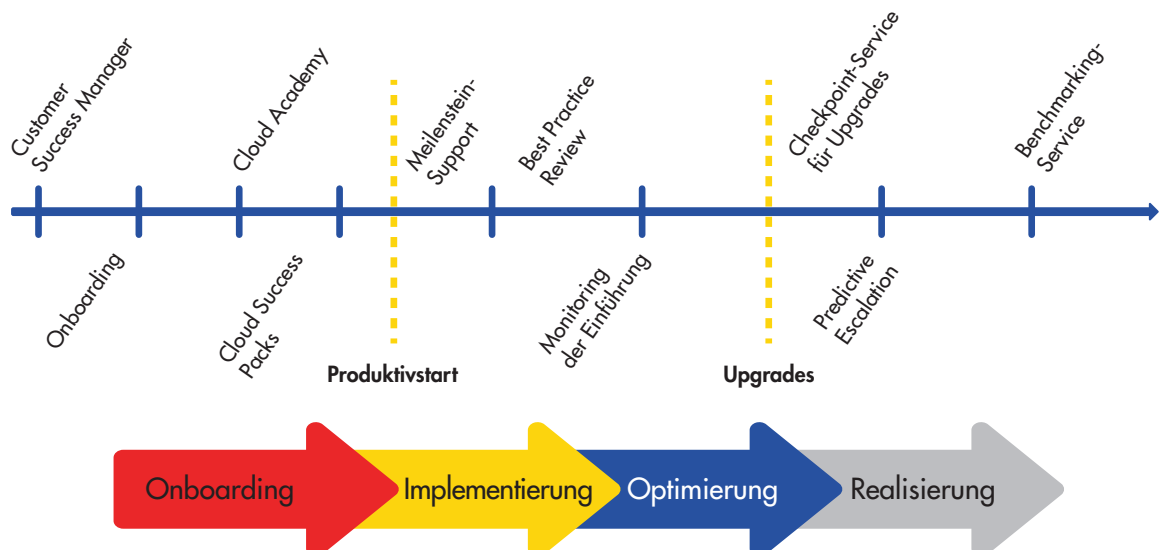 Customer
Success Manager
Cloud Academy
Meilenstein-
Support
Best Practice
Review
Checkpoint-Service
für Upgrades
Benchmarking-
Service
Onboarding
Cloud Success
Packs
Monitoring
der Einführung
Predictive
Escalation
Produktivstart
Upgrades
Onboarding
Implementierung
Optimierung
Realisierung